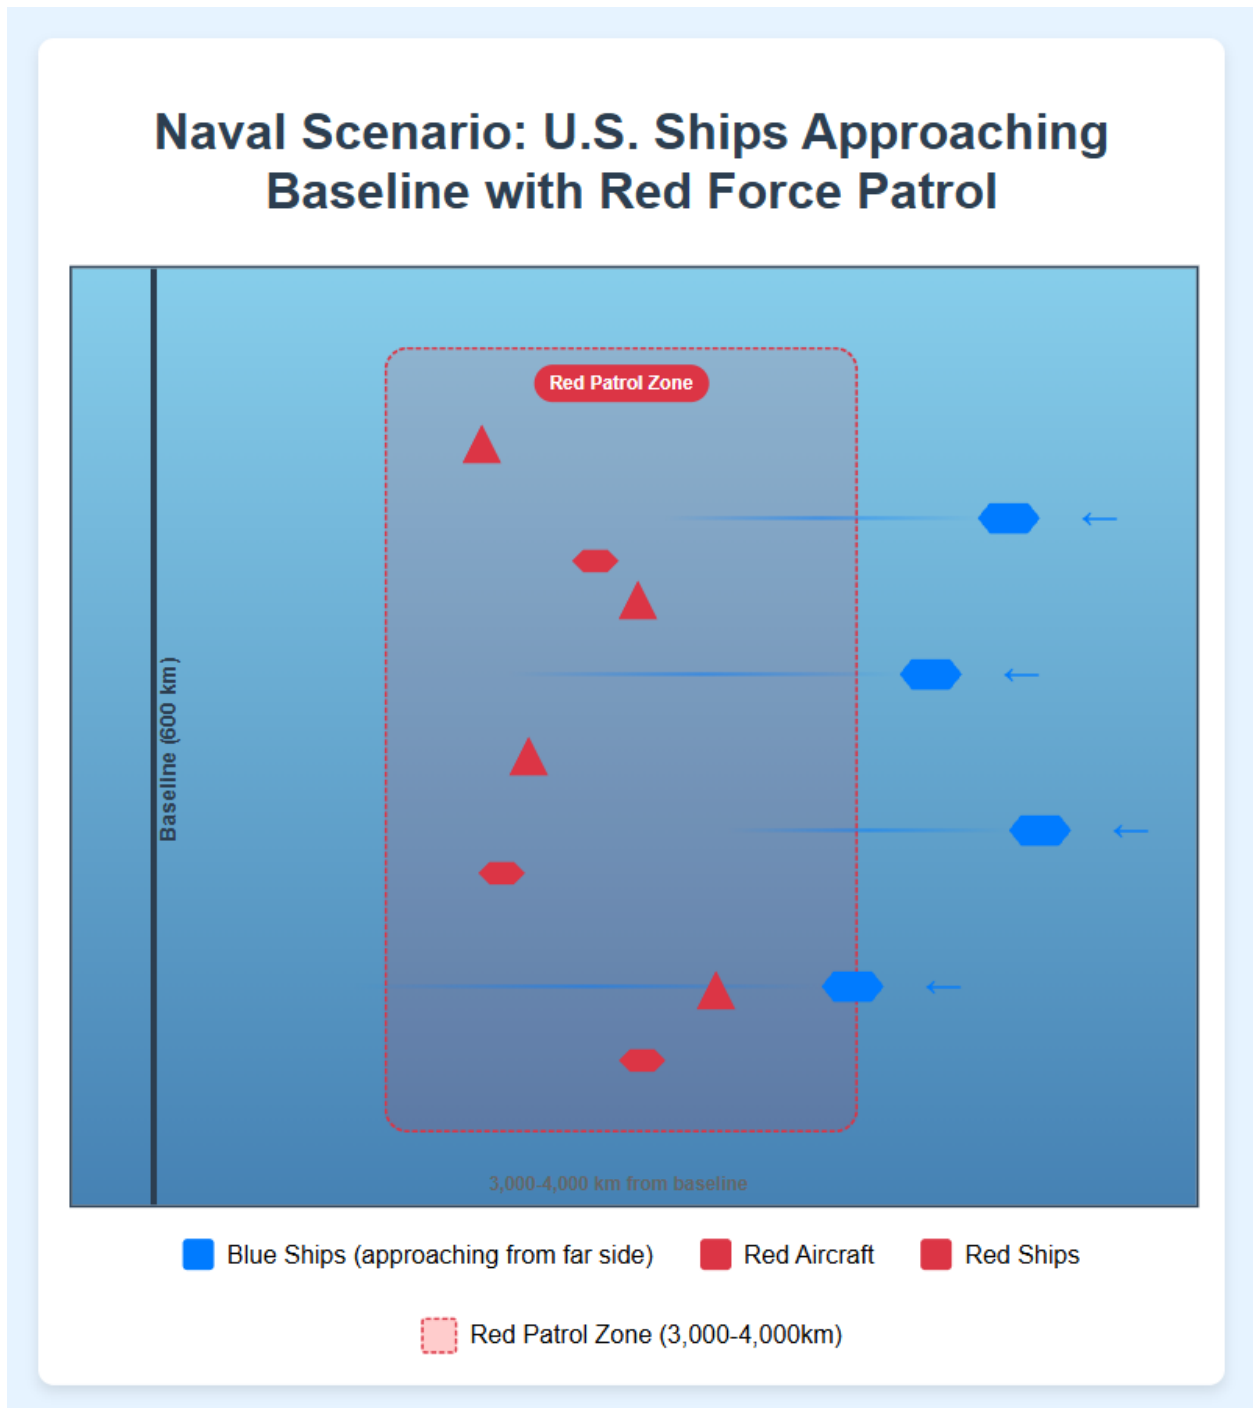 Naval Scenario: U.S. Ships Approaching
Baseline with Red Force Patrol
Red Patrol Zone
Baseline (600 km)
3,000-4,000 km from baseline
Blue Ships (approaching from far side)
Red Aircraft
Red Ships
Red Patrol Zone (3,000-4,000km)